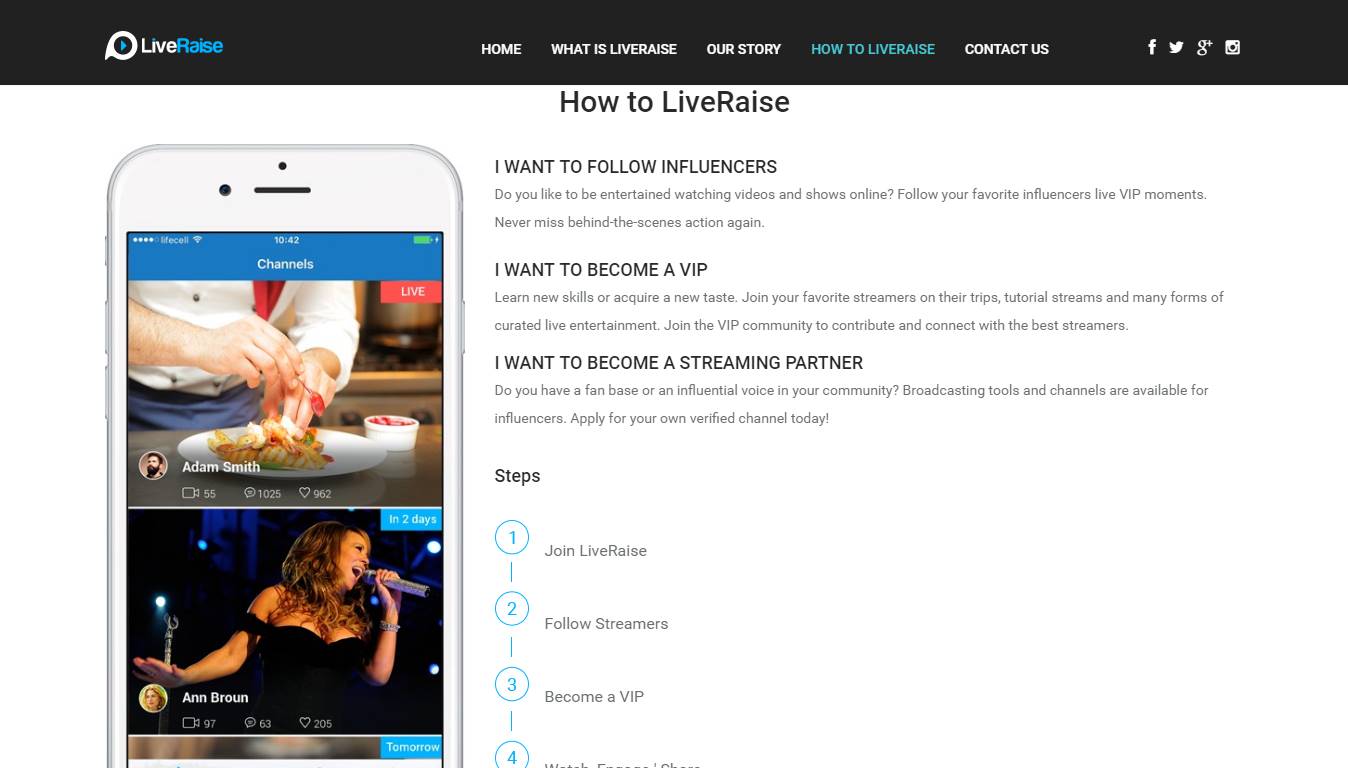 LiveRaise
HOME WHAT IS LIVERAISE OUR STORY HOW TO LIVERAISE CONTACT US
How to LiveRaise
lifecell 10:42
Channels
LIVE
Adam Smith
55 1025 962
In 2 days
Ann Broun
97 63 205
Tomorrow
I WANT TO FOLLOW INFLUENCERS
Do you like to be entertained watching videos and shows online? Follow your favorite influencers live VIP moments.
Never miss behind-the-scenes action again.
I WANT TO BECOME A VIP
Learn new skills or acquire a new taste. Join your favorite streamers on their trips, tutorial streams and many forms of
curated live entertainment. Join the VIP community to contribute and connect with the best streamers.
I WANT TO BECOME A STREAMING PARTNER
Do you have a fan base or an influential voice in your community? Broadcasting tools and channels are available for
influencers. Apply for your own verified channel today!
Steps
1 Join LiveRaise
2 Follow Streamers
3 Become a VIP
4